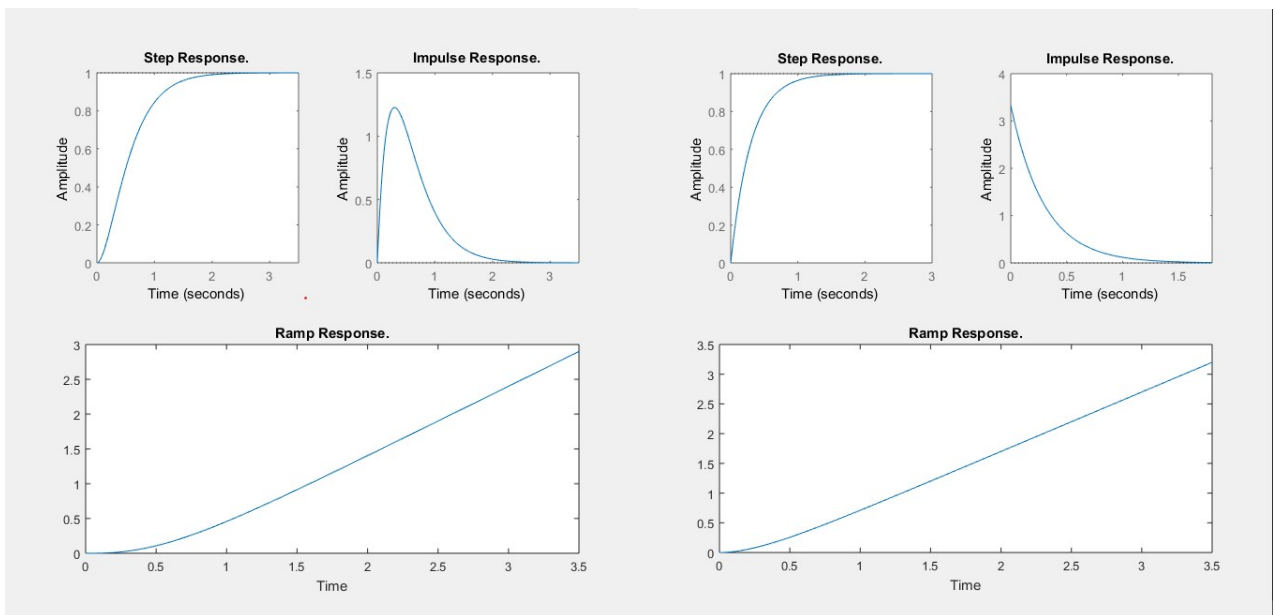 Step Response.
1
0.8
0.6
0.4
0.2
0
0 1 2 3
Amplitude
Time (seconds)
Impulse Response.
1.5
1
0.5
0
0 1 2 3
Amplitude
Time (seconds)
Ramp Response.
3
2.5
2
1.5
1
0.5
0
0 0.5 1 1.5 2 2.5 3 3.5
Time
Step Response.
1
0.8
0.6
0.4
0.2
0
0 1 2 3
Amplitude
Time (seconds)
Impulse Response.
4
3
2
1
0
0 0.5 1 1.5
Amplitude
Time (seconds)
Ramp Response.
3.5
3
2.5
2
1.5
1
0.5
0
0 0.5 1 1.5 2 2.5 3 3.5
Time